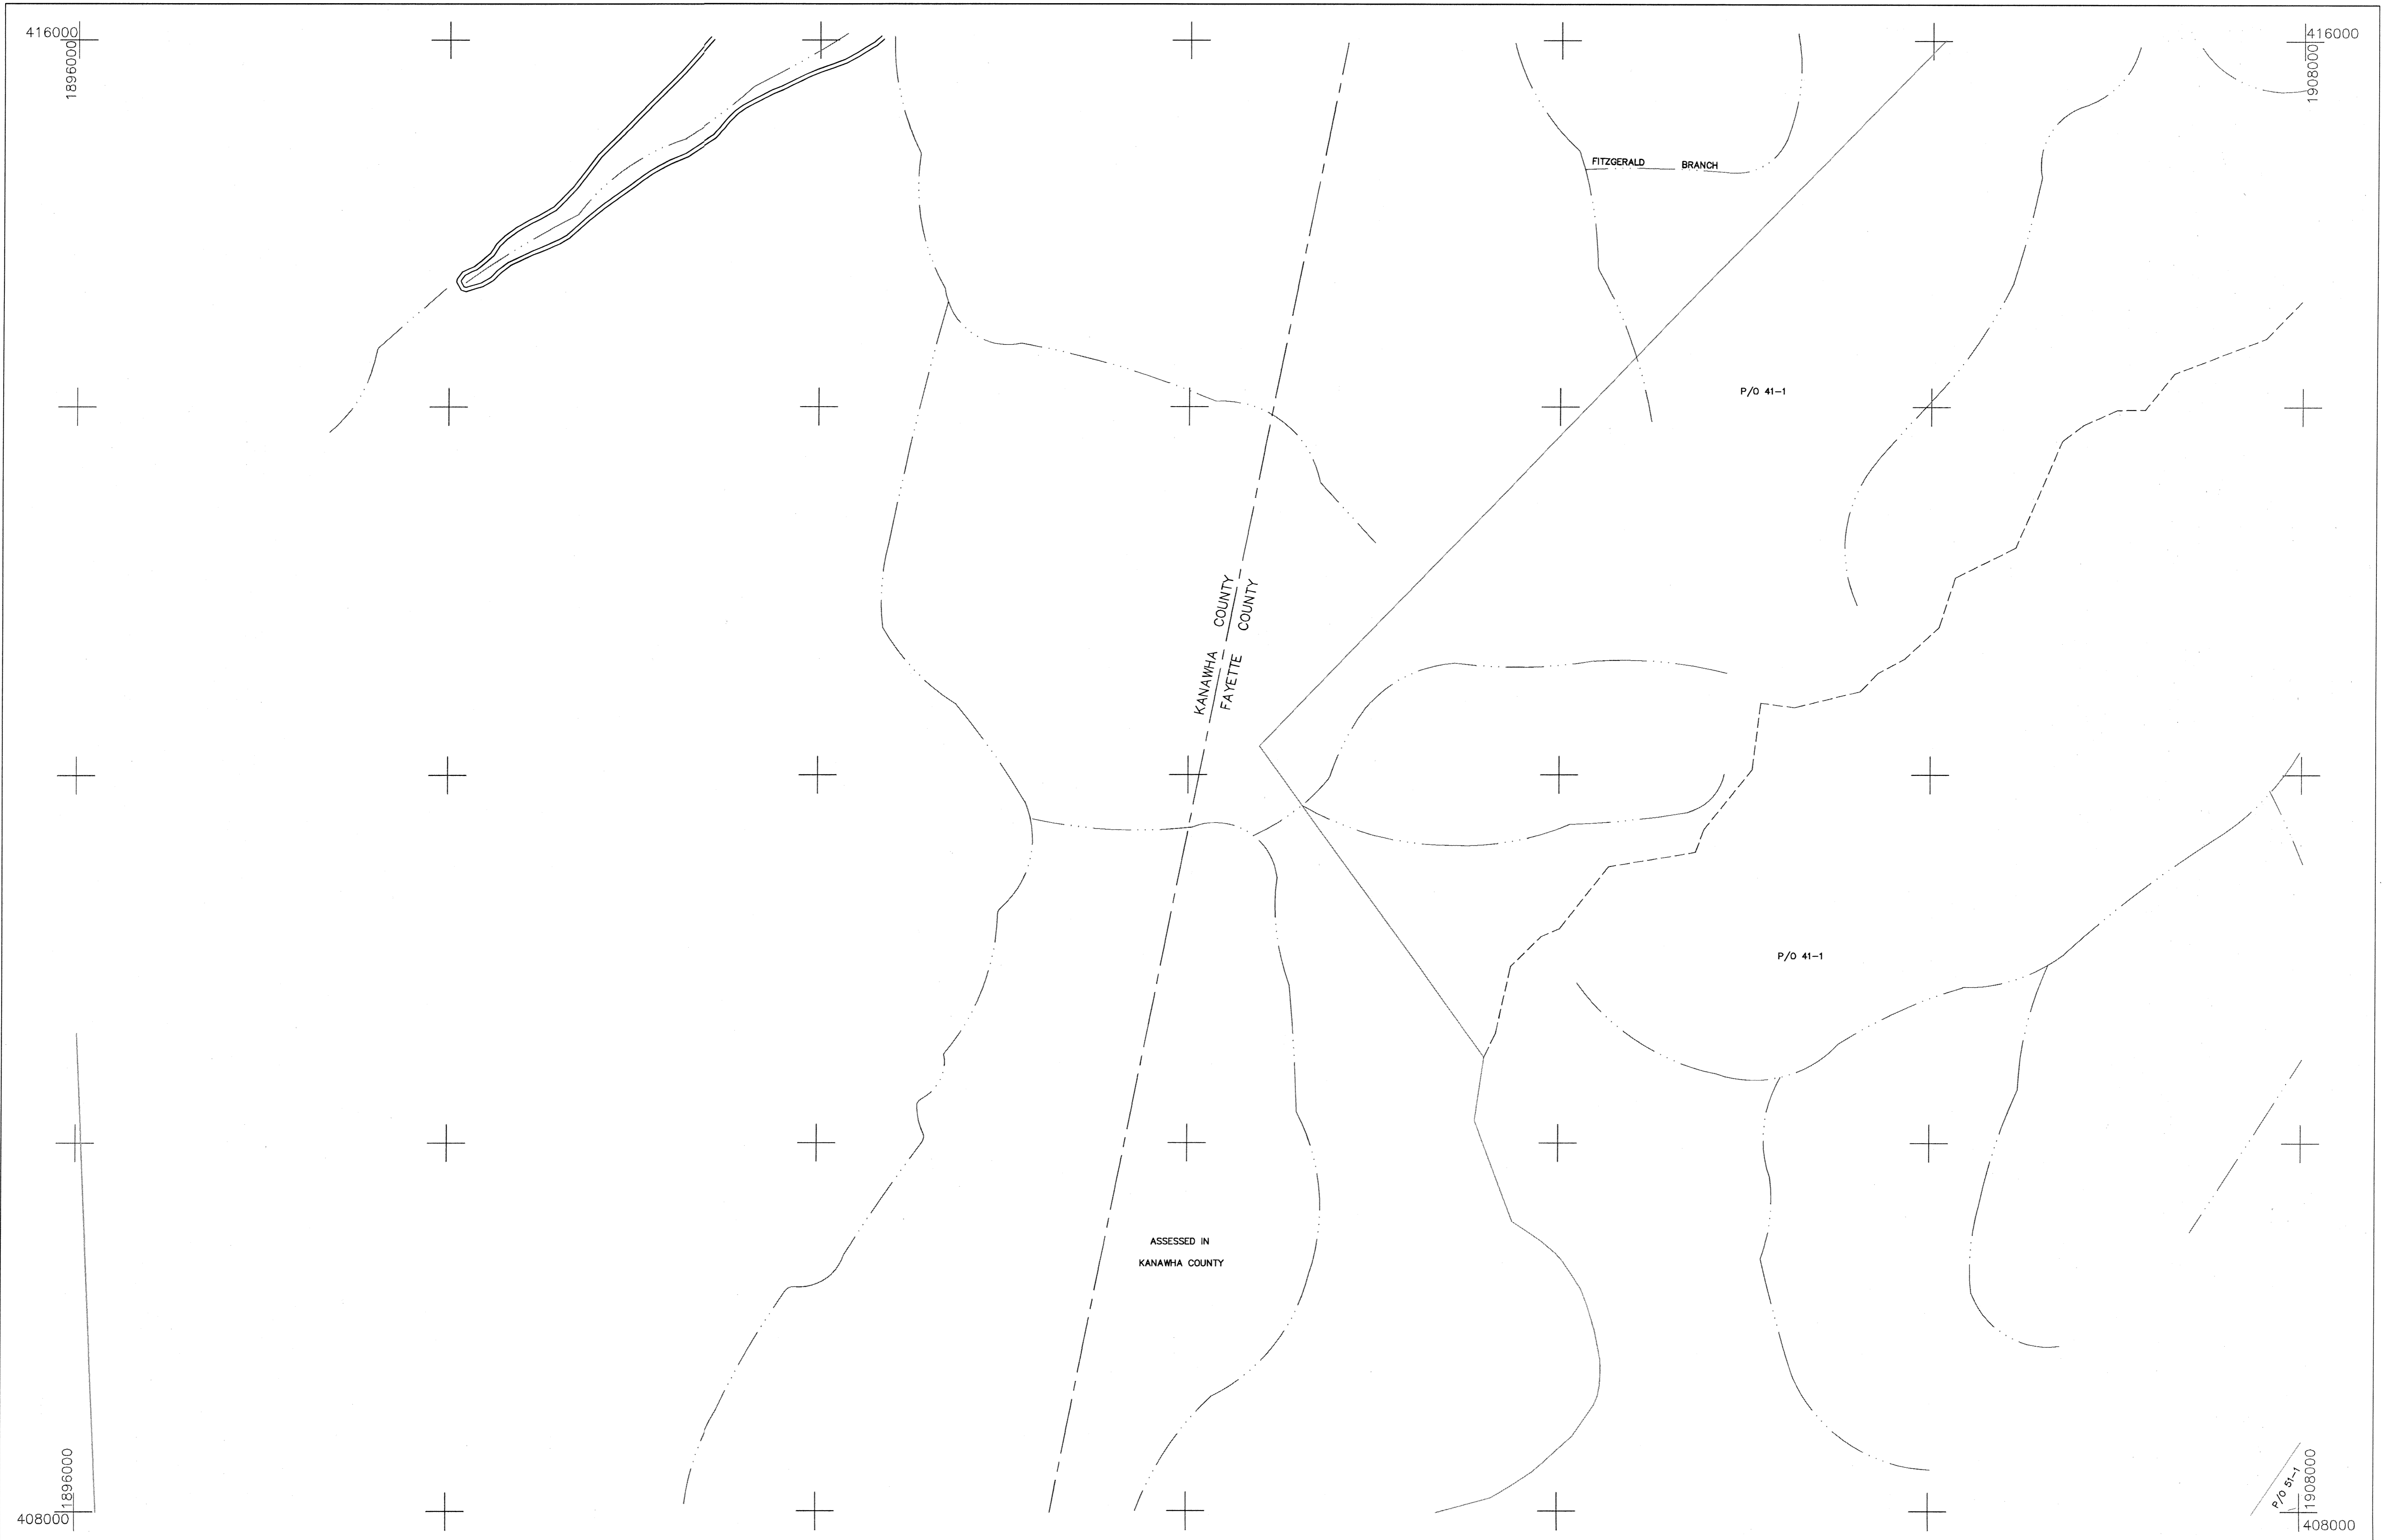 416000
1896000
416000
1908000
FITZGERALD BRANCH
P/O 41-1
KANAWHA COUNTY
FAYETTE COUNTY
P/O 41-1
ASSESSED IN
KANAWHA COUNTY
1896000
408000
P/O 51-1
1908000
408000